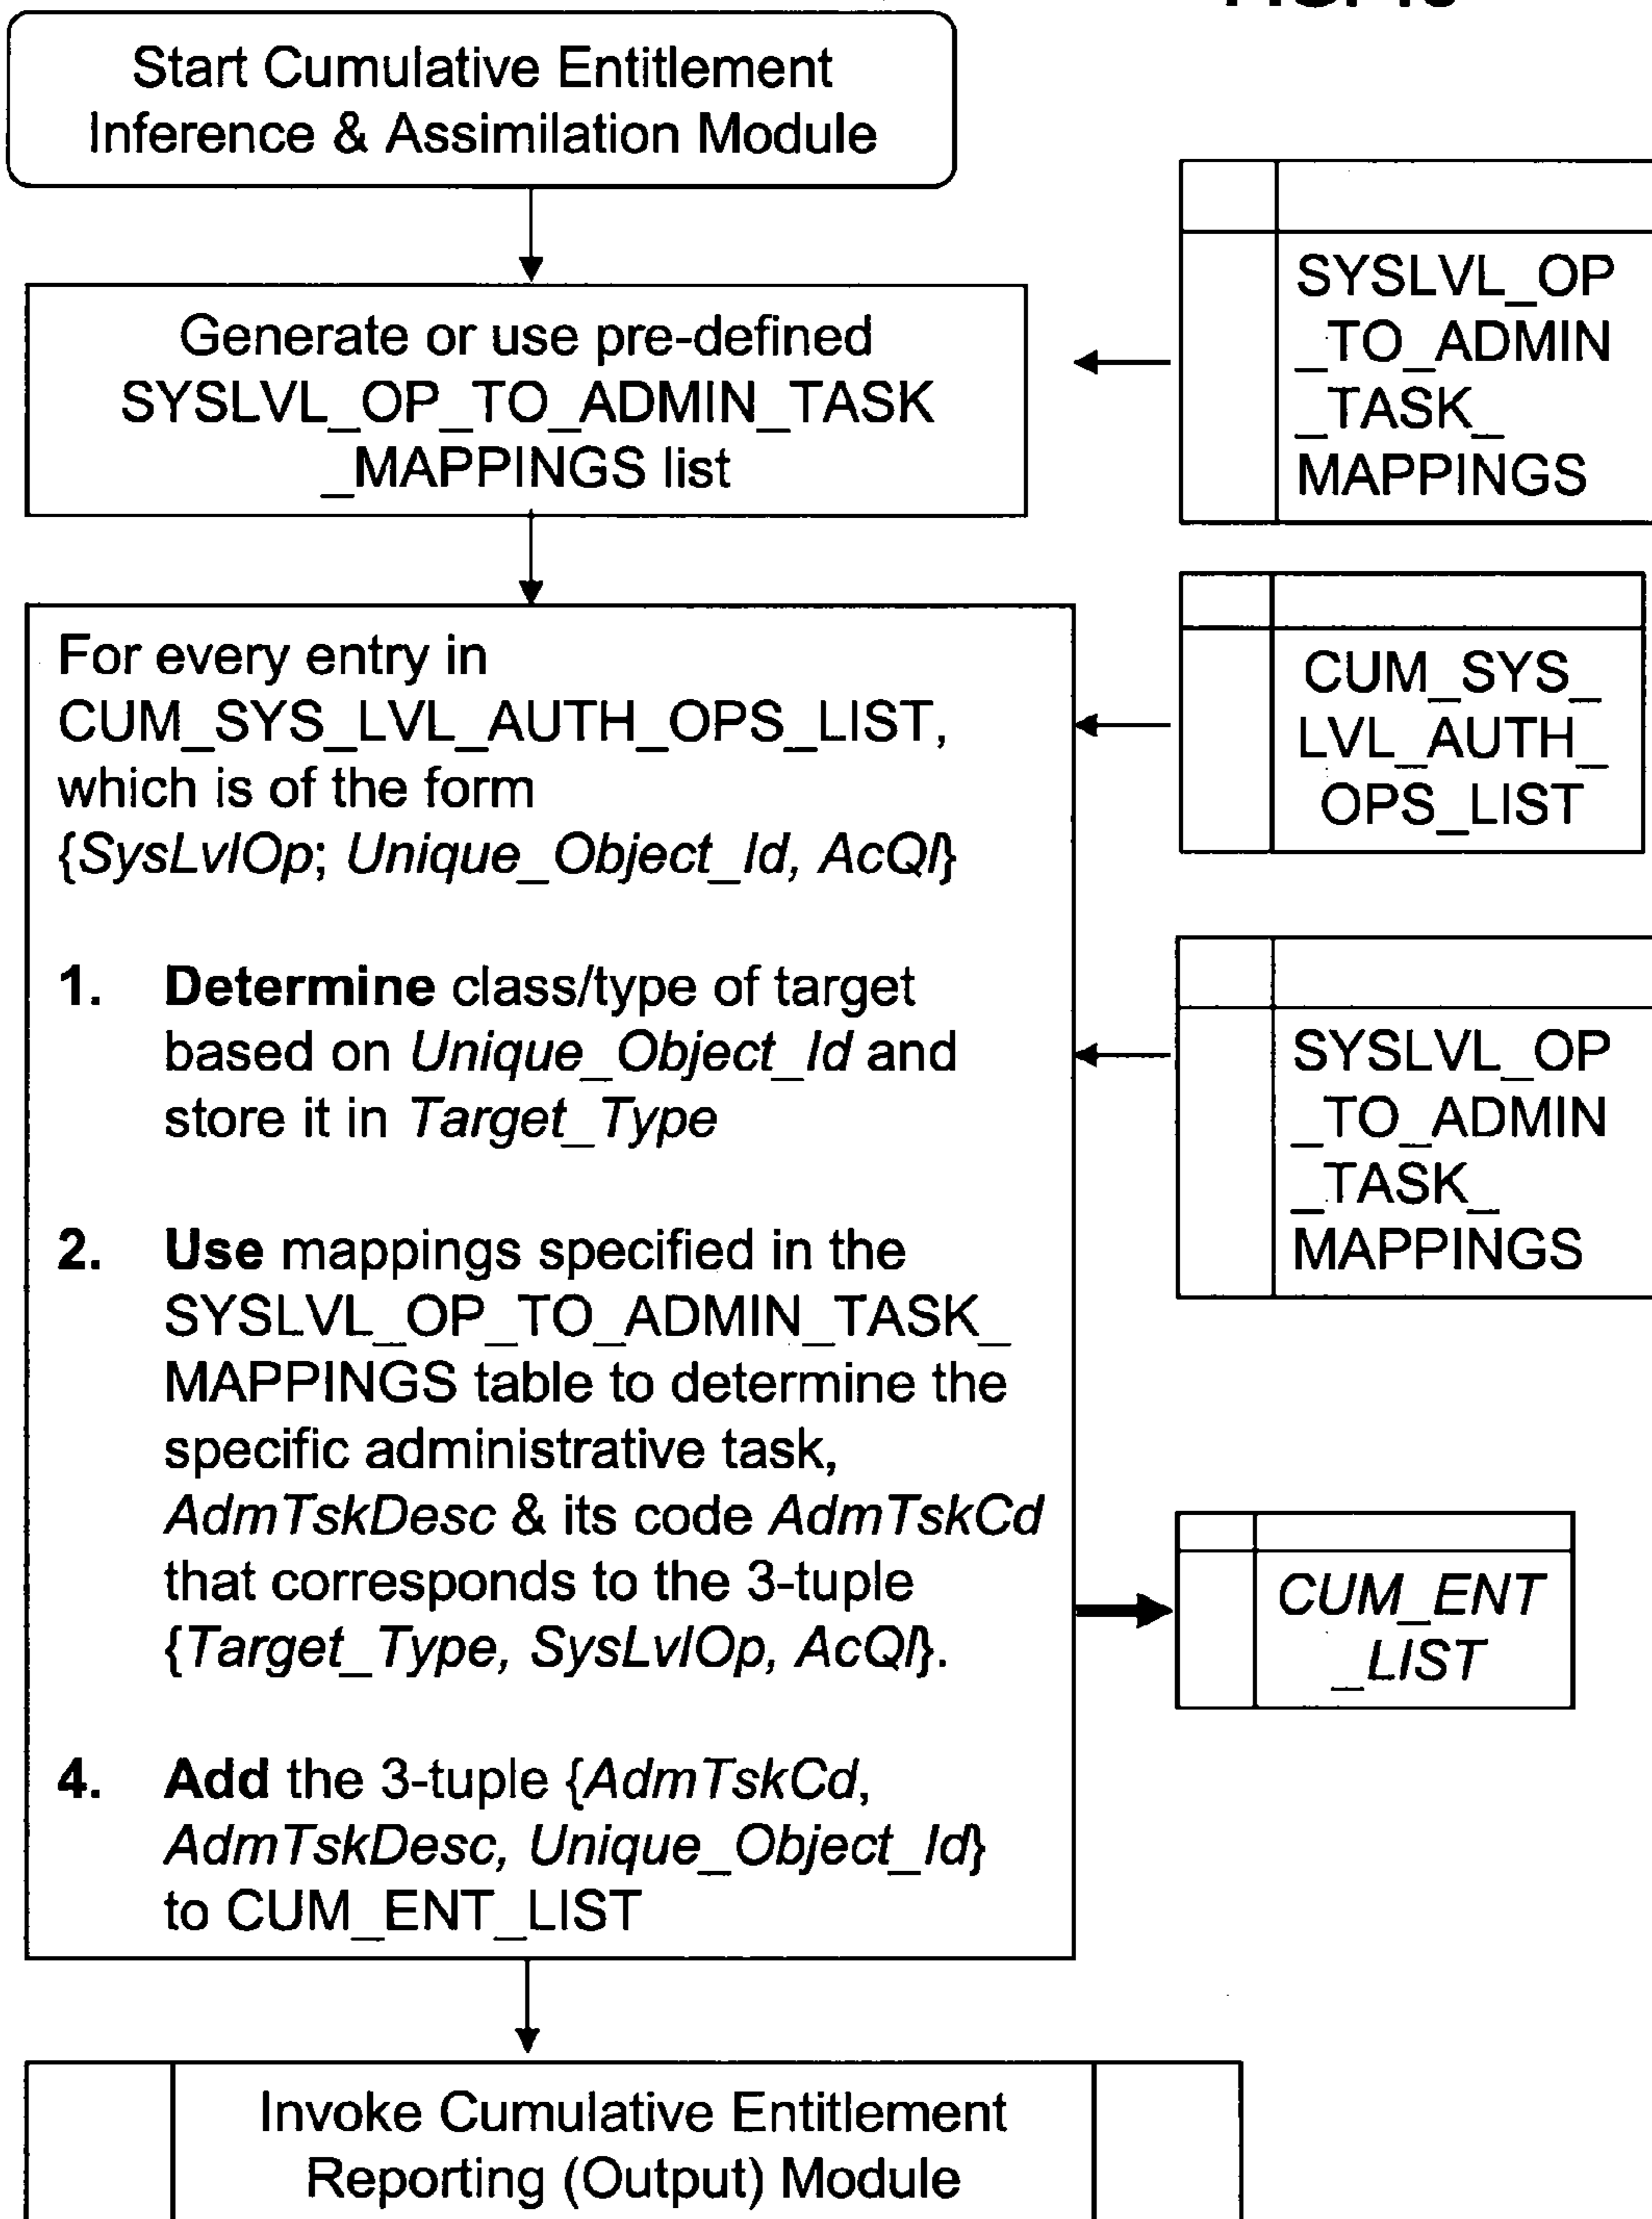 Start Cumulative Entitlement
Inference & Assimilation Module
Generate or use pre-defined
SYSLVL_OP_TO_ADMIN_TASK
_MAPPINGS list
SYSLVL_OP
_TO_ADMIN
_TASK_
MAPPINGS
For every entry in
CUM_SYS_LVL_AUTH_OPS_LIST,
which is of the form
{SysLvlOp; Unique_Object_Id, AcQl}
CUM_SYS_
LVL_AUTH_
OPS_LIST
1. Determine class/type of target
based on Unique_Object_Id and
store it in Target_Type
SYSLVL_OP
_TO_ADMIN
_TASK_
MAPPINGS
2. Use mappings specified in the
SYSLVL_OP_TO_ADMIN_TASK_
MAPPINGS table to determine the
specific administrative task,
AdmTskDesc & its code AdmTskCd
that corresponds to the 3-tuple
{Target_Type, SysLvlOp, AcQl}.
CUM_ENT
_LIST
4. Add the 3-tuple {AdmTskCd,
AdmTskDesc, Unique_Object_Id}
to CUM_ENT_LIST
Invoke Cumulative Entitlement
Reporting (Output) Module